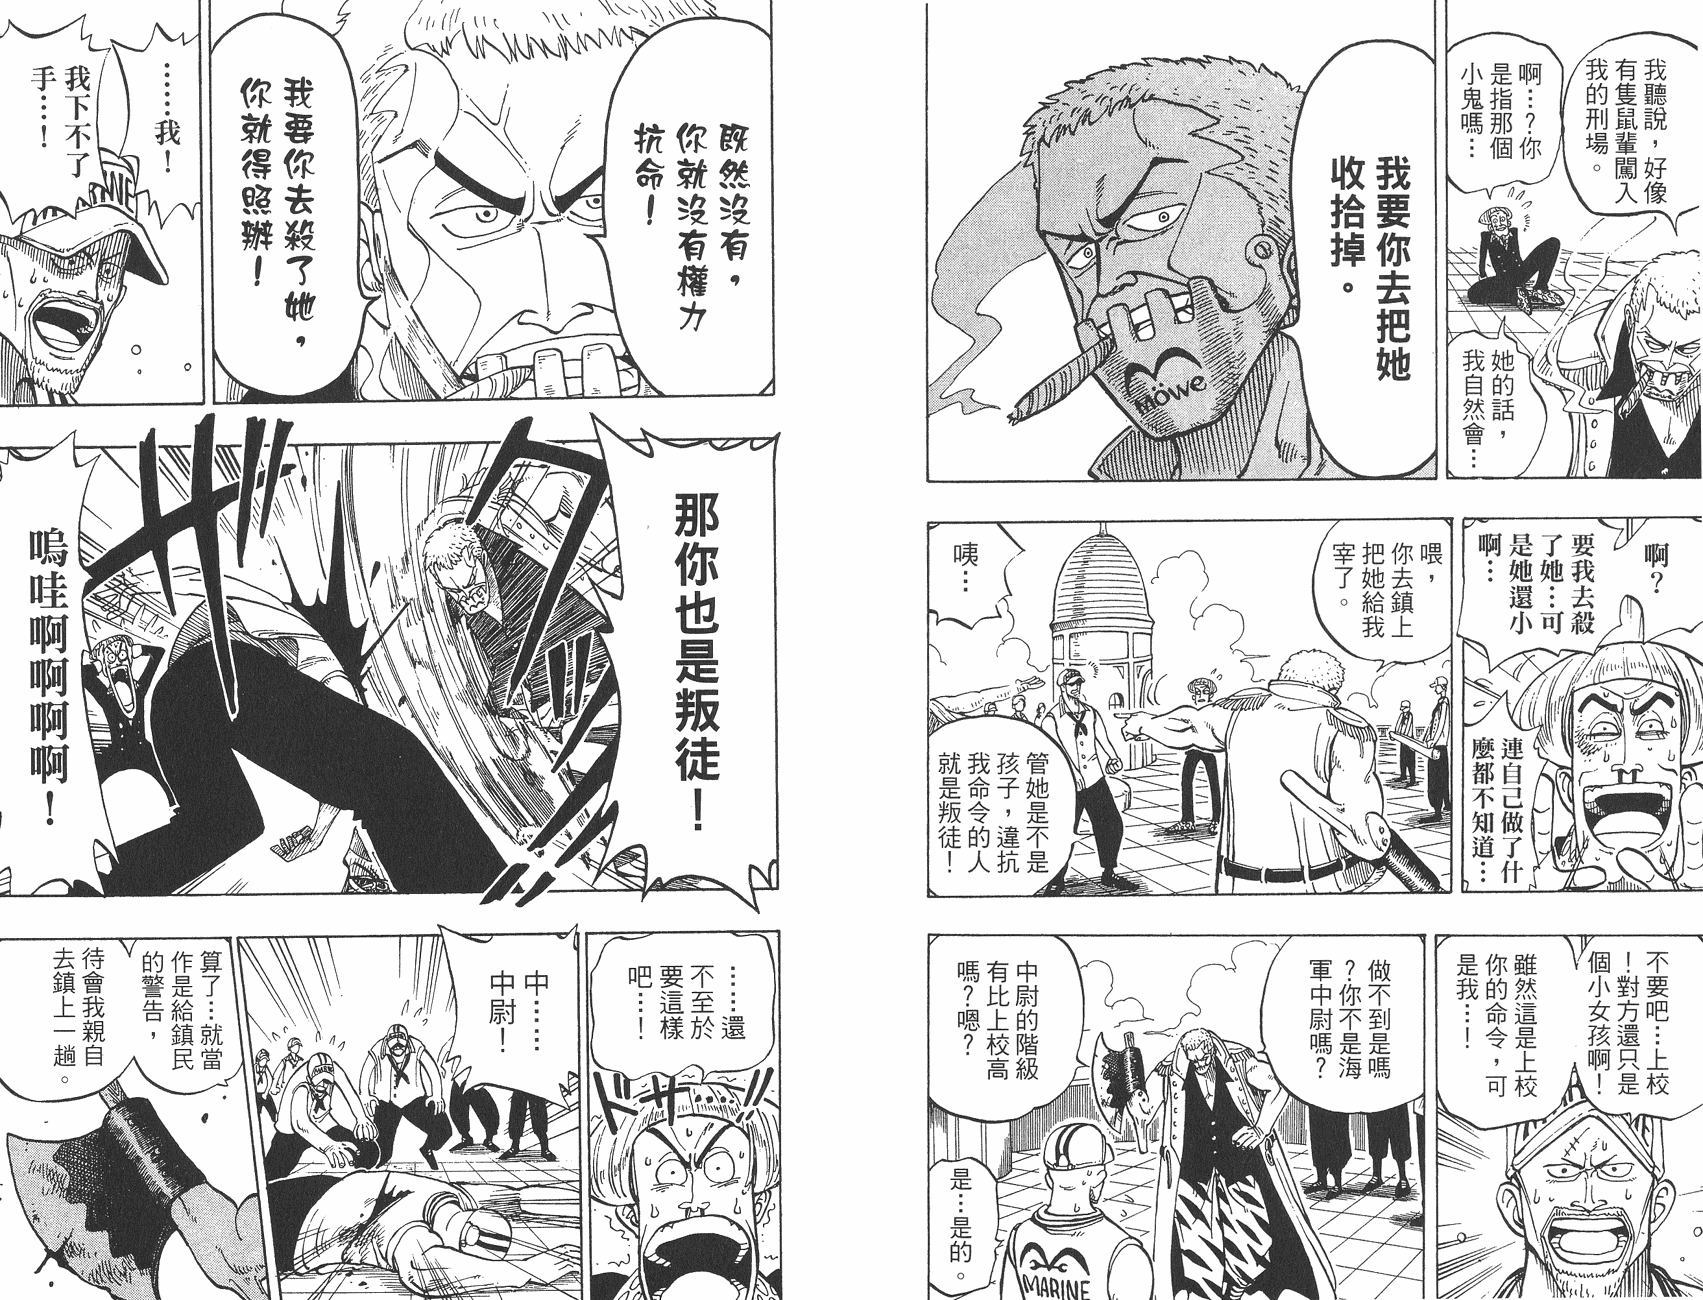 我聽說，好像
有隻鼠輩闖入
我的刑場。
啊…?你
是指那個
小鬼嗎…
她的話，
我自然會…
我要你去把她
收拾掉。
MÖWE
啊?
要我去殺
了她…可
是她還小
啊…
連自己做了什
麼都不知道…
喂，
你去鎮上
把她給我
宰了。
咦…
管她是不是
孩子，違抗
我命令的人
就是叛徒！
不要吧…上校
！對方還只是
個小女孩啊！
雖然這是上校
你的命令，可
是我…！
做不到是嗎
?你不是海
軍中尉嗎?
中尉的階級
有比上校高
嗎?嗯?
是…是的。
MARINE
既然沒有，
你就沒有權力
抗命！
我要你去殺了她，
你就得照辦！
……我！
我下不了
手…！
那你也是叛徒！
嗚哇啊啊啊啊！
……還
不至於
要這樣
吧…！
ドキ
ドキ
中……
中尉！
算了…就當
作是給鎮民
的警告，
待會我親自
去鎮上一趟。